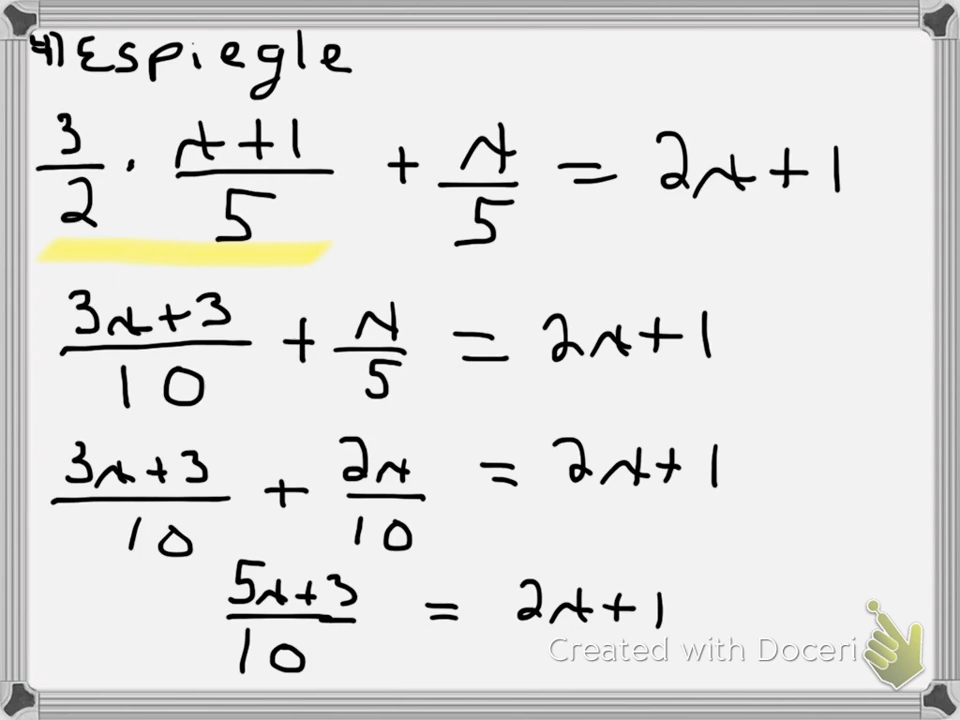 4) Espiegle
3/2 · x+1/5 + x/5 = 2x+1
3x+3/10 + x/5 = 2x+1
3x+3/10 + 2x/10 = 2x+1
5x+3/10 = 2x+1
Created with Doceri